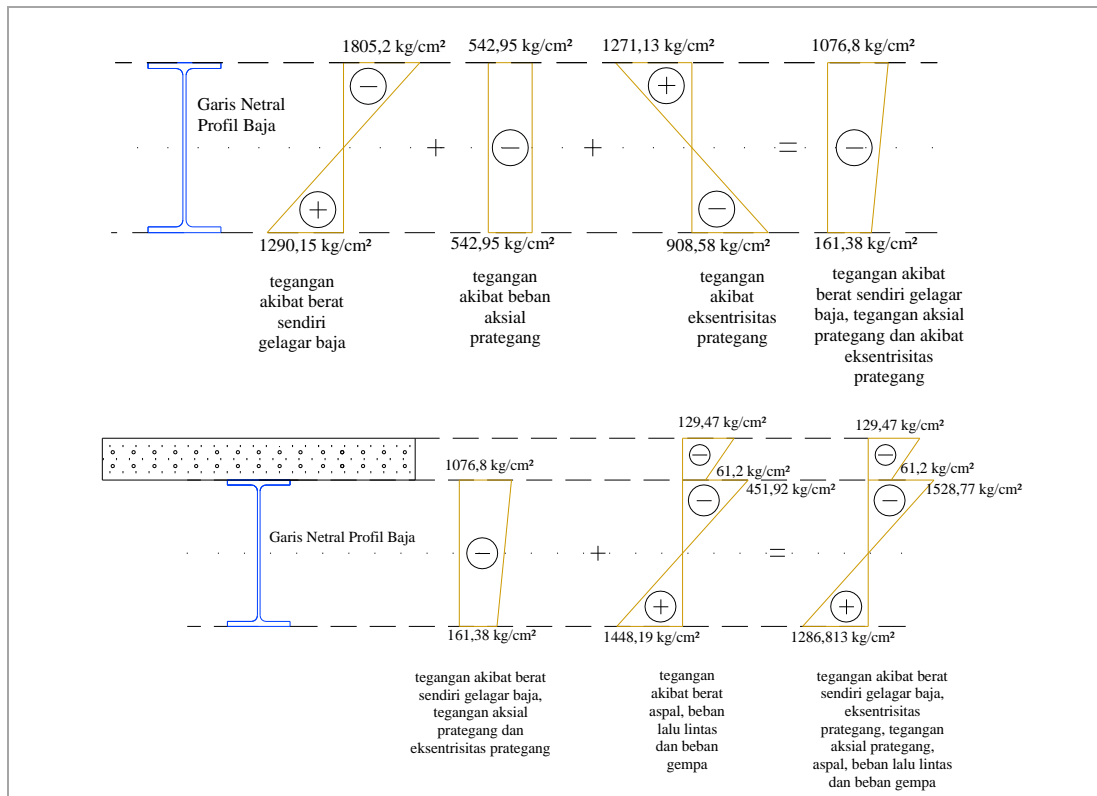 1805,2 kg/cm² 542,95 kg/cm² 1271,13 kg/cm² 1076,8 kg/cm²
Garis Netral
Profil Baja
− + − + + − = −
+ −
1290,15 kg/cm² 542,95 kg/cm² 908,58 kg/cm² 161,38 kg/cm²
tegangan
akibat berat
sendiri
gelagar baja
tegangan
akibat beban
aksial
prategang
tegangan
akibat
eksentrisitas
prategang
tegangan akibat
berat sendiri gelagar
baja, tegangan aksial
prategang dan akibat
eksentrisitas
prategang
129,47 kg/cm² 129,47 kg/cm²
− −
1076,8 kg/cm² 61,2 kg/cm² 61,2 kg/cm²
451,92 kg/cm² 1528,77 kg/cm²
− −
Garis Netral Profil Baja
− + =
+ +
161,38 kg/cm² 1448,19 kg/cm² 1286,813 kg/cm²
tegangan akibat berat
sendiri gelagar baja,
tegangan aksial
prategang dan
eksentrisitas prategang
tegangan
akibat berat
aspal, beban
lalu lintas
dan beban
gempa
tegangan akibat berat
sendiri gelagar baja,
eksentrisitas
prategang, tegangan
aksial prategang,
aspal, beban lalu lintas
dan beban gempa